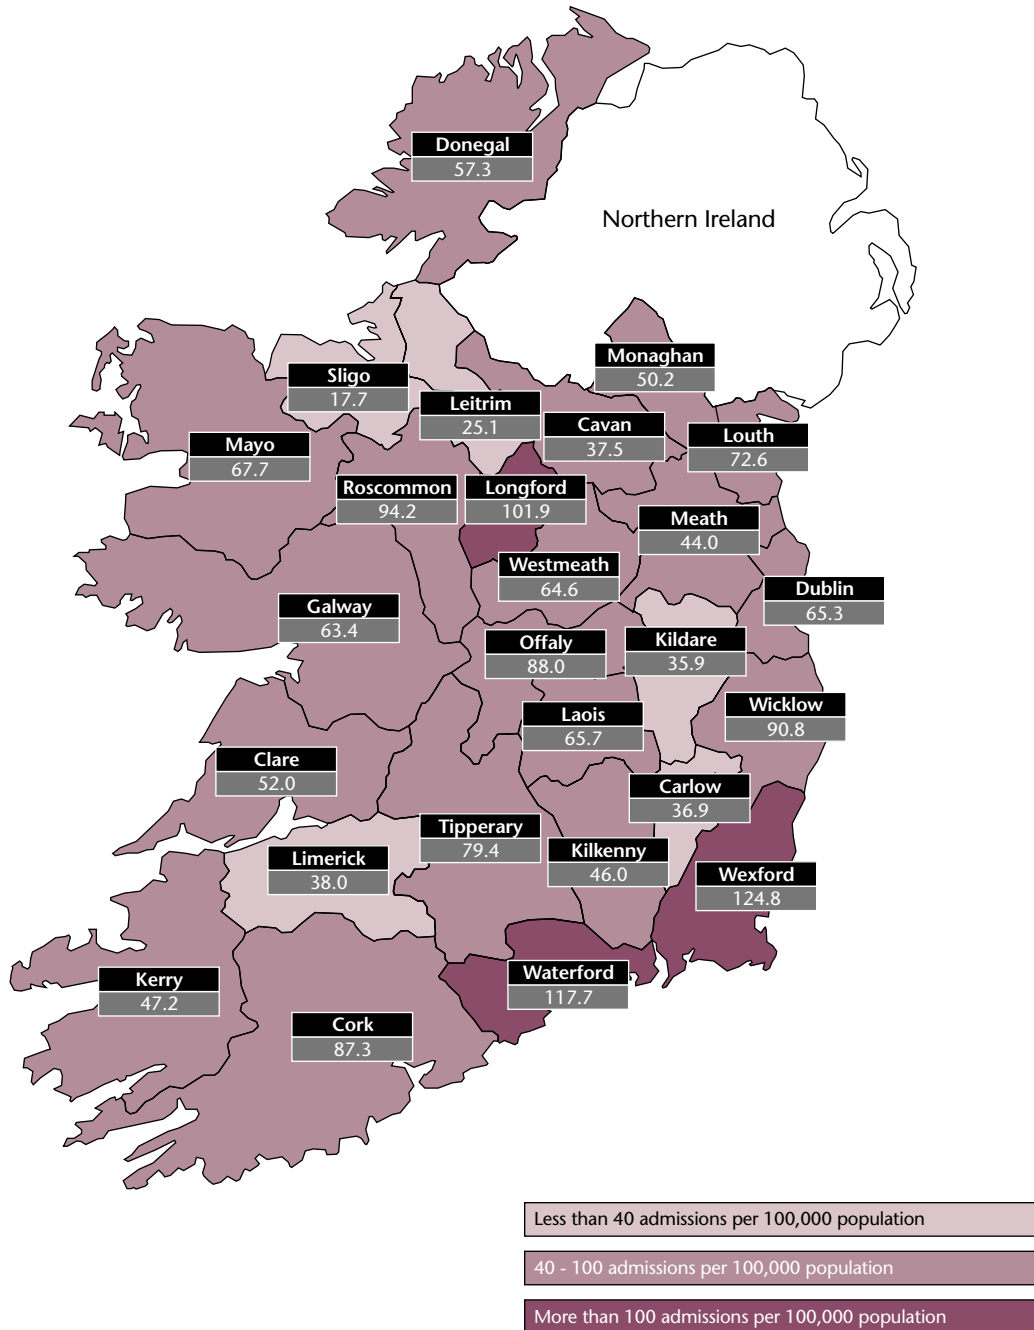 Donegal
57.3
Northern Ireland
Monaghan
50.2
Sligo
17.7
Leitrim
25.1
Cavan
37.5
Louth
72.6
Mayo
67.7
Roscommon
94.2
Longford
101.9
Meath
44.0
Westmeath
64.6
Dublin
65.3
Galway
63.4
Offaly
88.0
Kildare
35.9
Laois
65.7
Wicklow
90.8
Clare
52.0
Carlow
36.9
Tipperary
79.4
Limerick
38.0
Kilkenny
46.0
Wexford
124.8
Kerry
47.2
Waterford
117.7
Cork
87.3
Less than 40 admissions per 100,000 population
40 - 100 admissions per 100,000 population
More than 100 admissions per 100,000 population